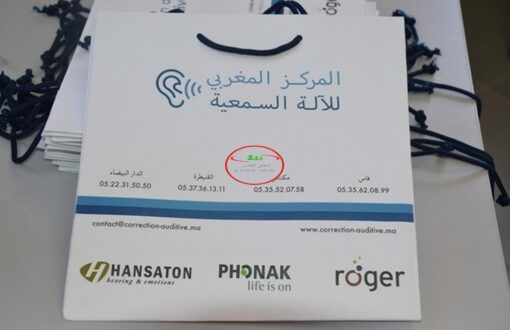 المركز المغربي
للآلة السمعية
الدار البيضاء
05.22.31.50.50
القنيطرة
05.37.36.13.11
05.35.52.07.58
فاس
05.35.62.08.99
contact@correction-auditive.ma
www.correction-auditive.ma
HANSATON
hearing & emotions
PHONAK
life is on
roger